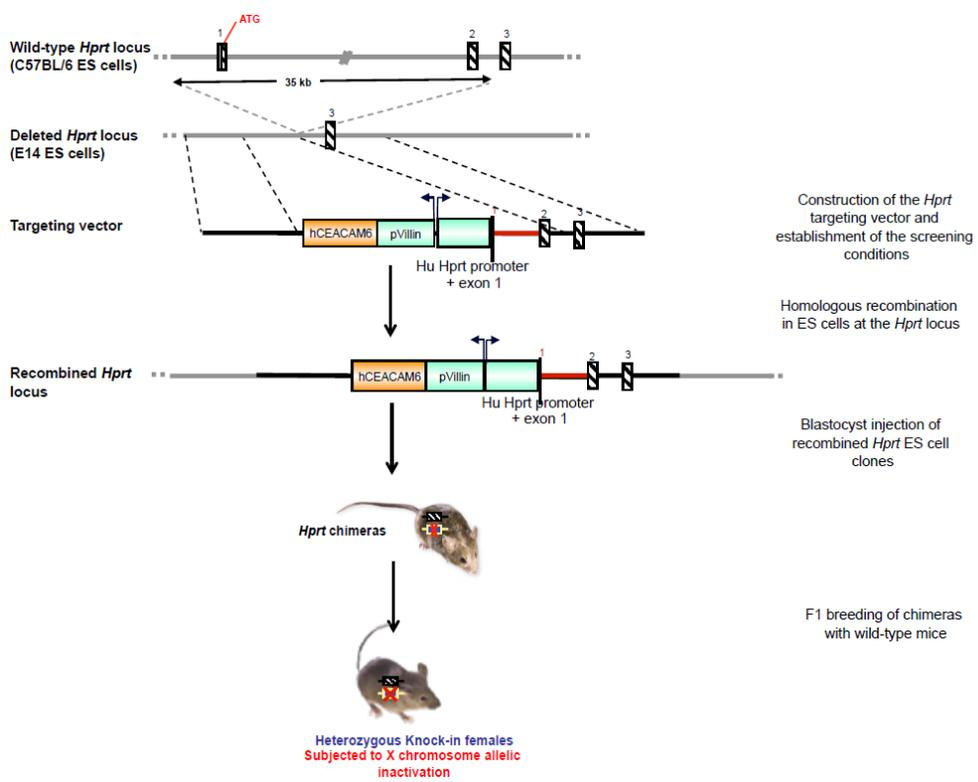 ATG
1
2
3
Wild-type Hprt locus
(C57BL/6 ES cells)
35 kb
3
Deleted Hprt locus
(E14 ES cells)
Construction of the Hprt
targeting vector and
establishment of the screening
conditions
1
2
3
Targeting vector
hCEACAM6
pVillin
Hu Hprt promoter
+ exon 1
Homologous recombination
in ES cells at the Hprt locus
1
2
3
Recombined Hprt
locus
hCEACAM6
pVillin
Hu Hprt promoter
+ exon 1
Blastocyst injection of
recombined Hprt ES cell
clones
Hprt chimeras
F1 breeding of chimeras
with wild-type mice
Heterozygous Knock-in females
Subjected to X chromosome allelic
inactivation